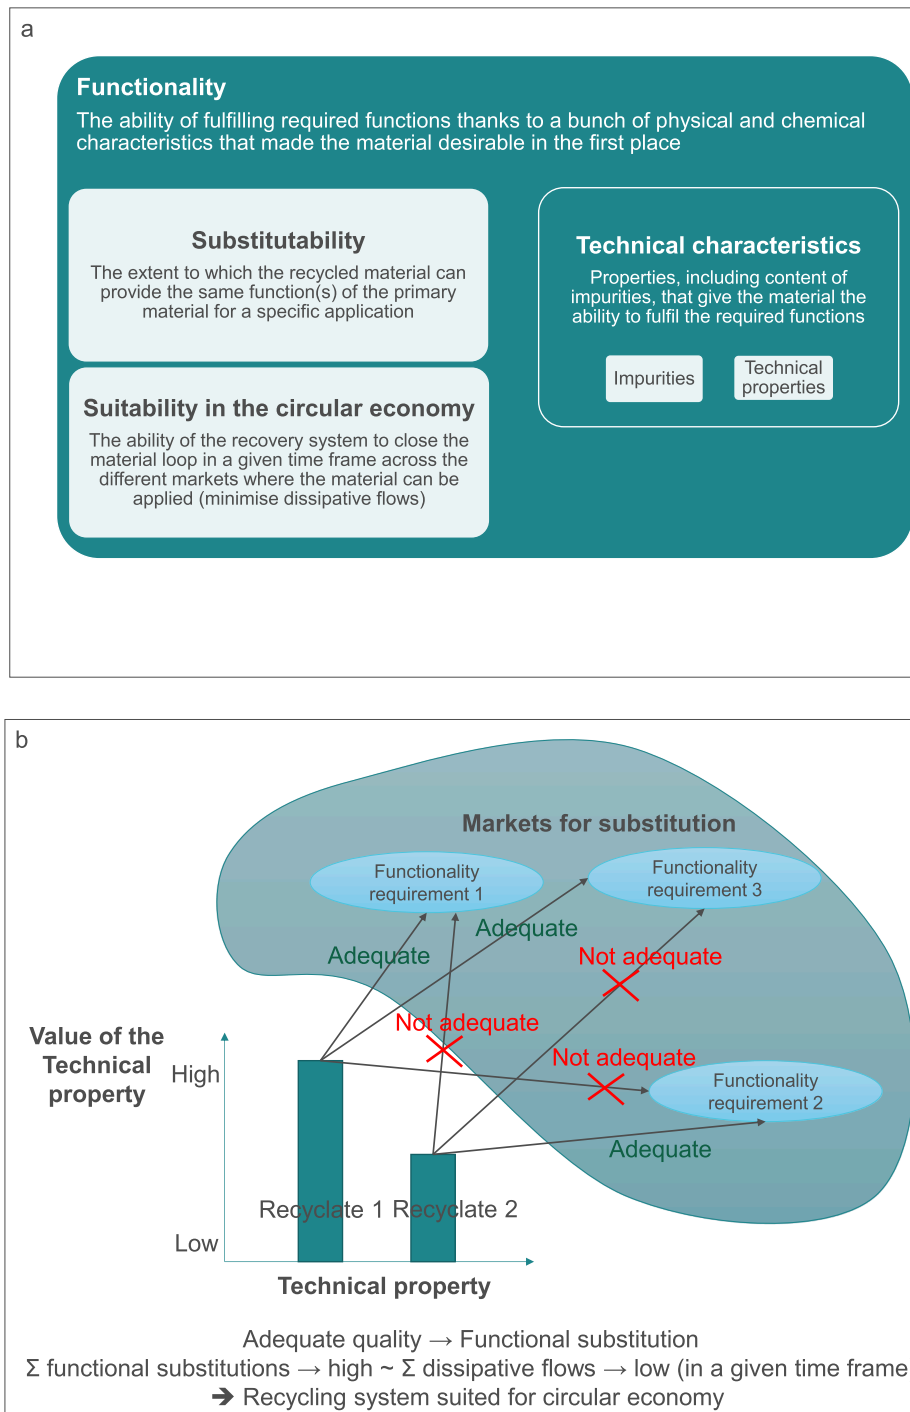 a
Functionality
The ability of fulfilling required functions thanks to a bunch of physical and chemical
characteristics that made the material desirable in the first place
Substitutability
The extent to which the recycled material can
provide the same function(s) of the primary
material for a specific application
Technical characteristics
Properties, including content of
impurities, that give the material the
ability to fulfil the required functions
Impurities
Technical
properties
Suitability in the circular economy
The ability of the recovery system to close the
material loop in a given time frame across the
different markets where the material can be
applied (minimise dissipative flows)
b
Markets for substitution
Functionality
requirement 1
Functionality
requirement 3
Adequate
Adequate
Not adequate
Not adequate
Not adequate
Value of the
Technical
property
High
Functionality
requirement 2
Adequate
Recyclate 1
Recyclate 2
Low
Technical property
Adequate quality → Functional substitution
Σ functional substitutions → high ~ Σ dissipative flows → low (in a given time frame
➔ Recycling system suited for circular economy